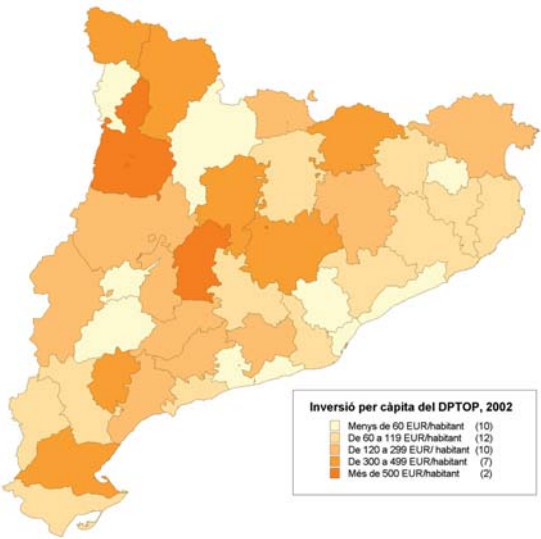 Inversió per càpita del DPTOP, 2002
Menys de 60 EUR/habitant (10)
De 60 a 119 EUR/habitant (12)
De 120 a 299 EUR/ habitant (10)
De 300 a 499 EUR/habitant (7)
Més de 500 EUR/habitant (2)